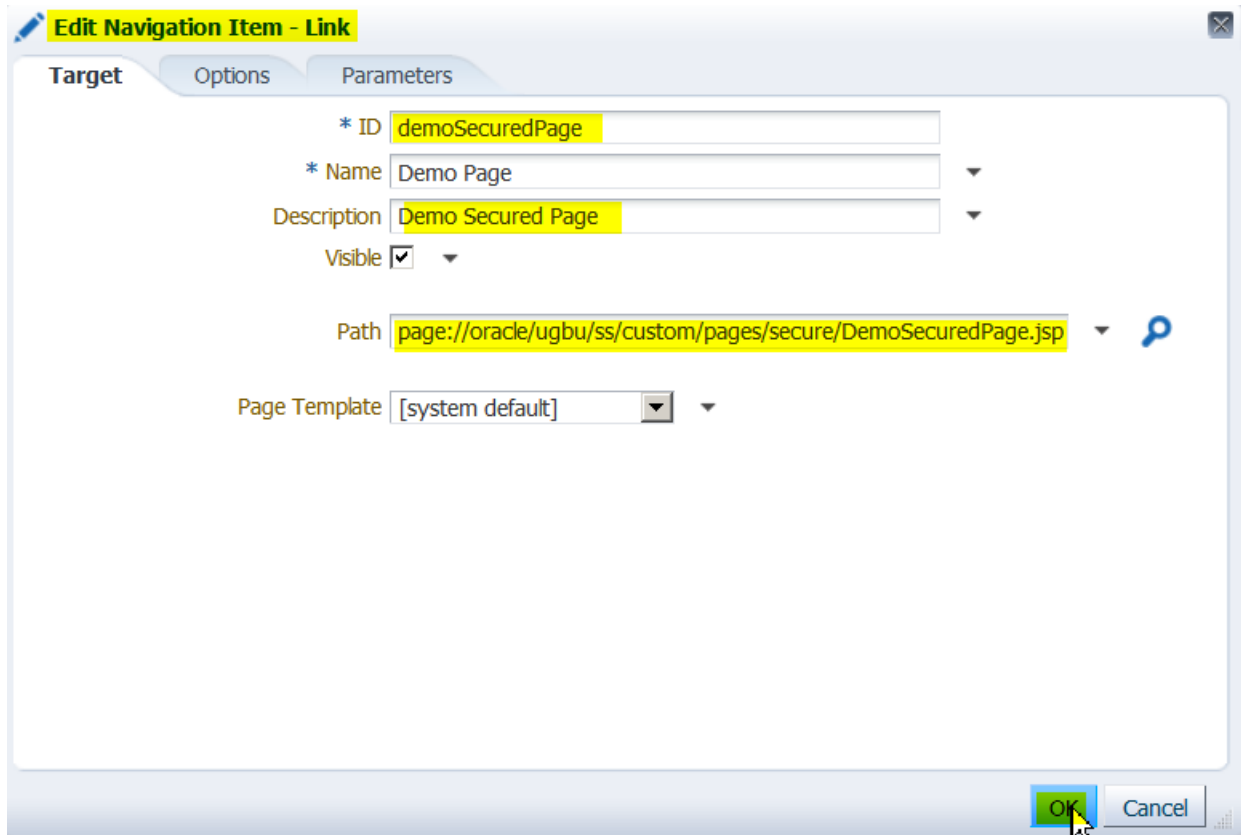 Edit Navigation Item - Link
Target Options Parameters
* ID demoSecuredPage
* Name Demo Page
Description Demo Secured Page
Visible
Path page://oracle/ugbu/ss/custom/pages/secure/DemoSecuredPage.jsp
Page Template [system default]
OK Cancel